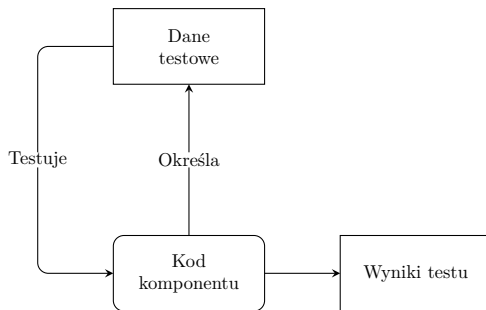 Dane
testowe
Testuje
Określa
Kod
komponentu
Wyniki testu